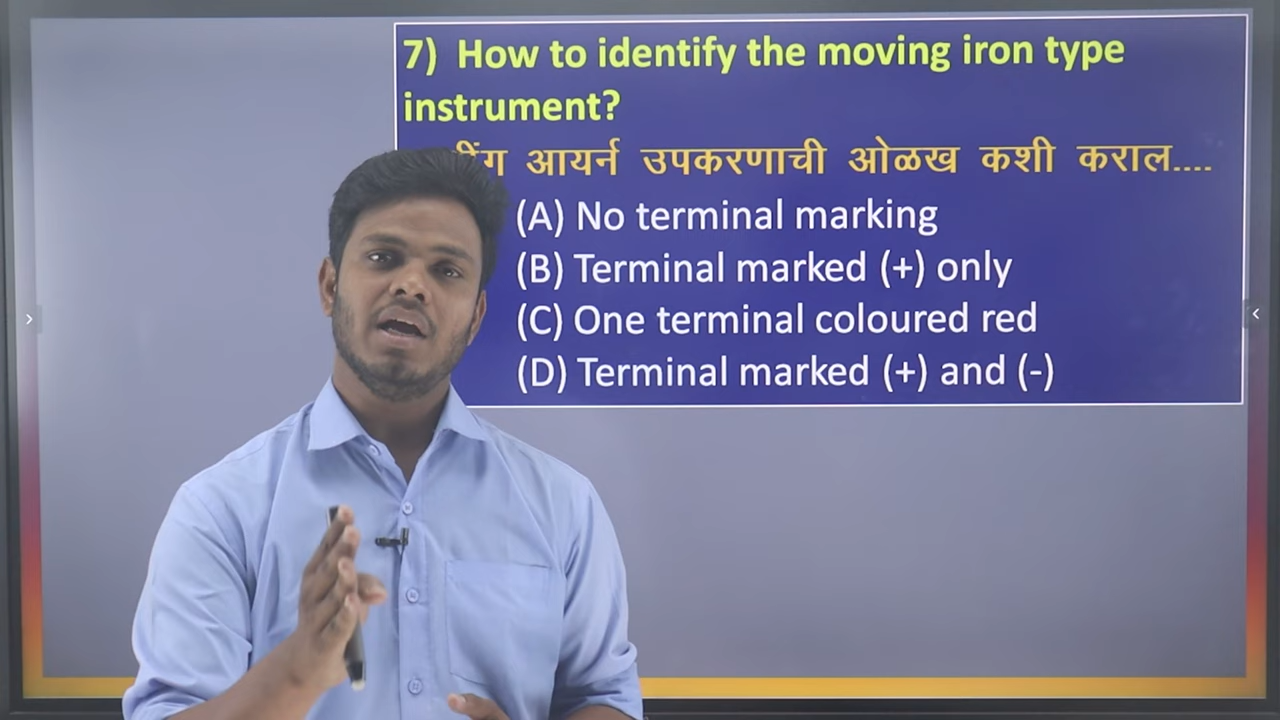 7) How to identify the moving iron type
instrument?
आयर्न उपकरणाची ओळख कशी कराल....
(A) No terminal marking
(B) Terminal marked (+) only
(C) One terminal coloured red
(D) Terminal marked (+) and (-)